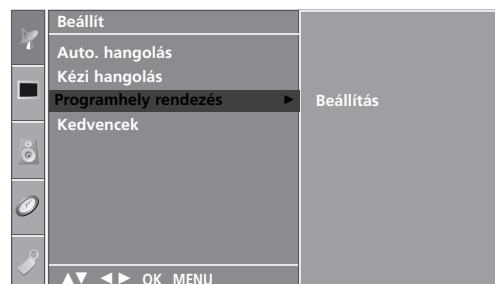 Beállít
Auto. hangolás
Kézi hangolás
Programhely rendezés ► Beállítás
Kedvencek
▲▼ ◄► OK MENU